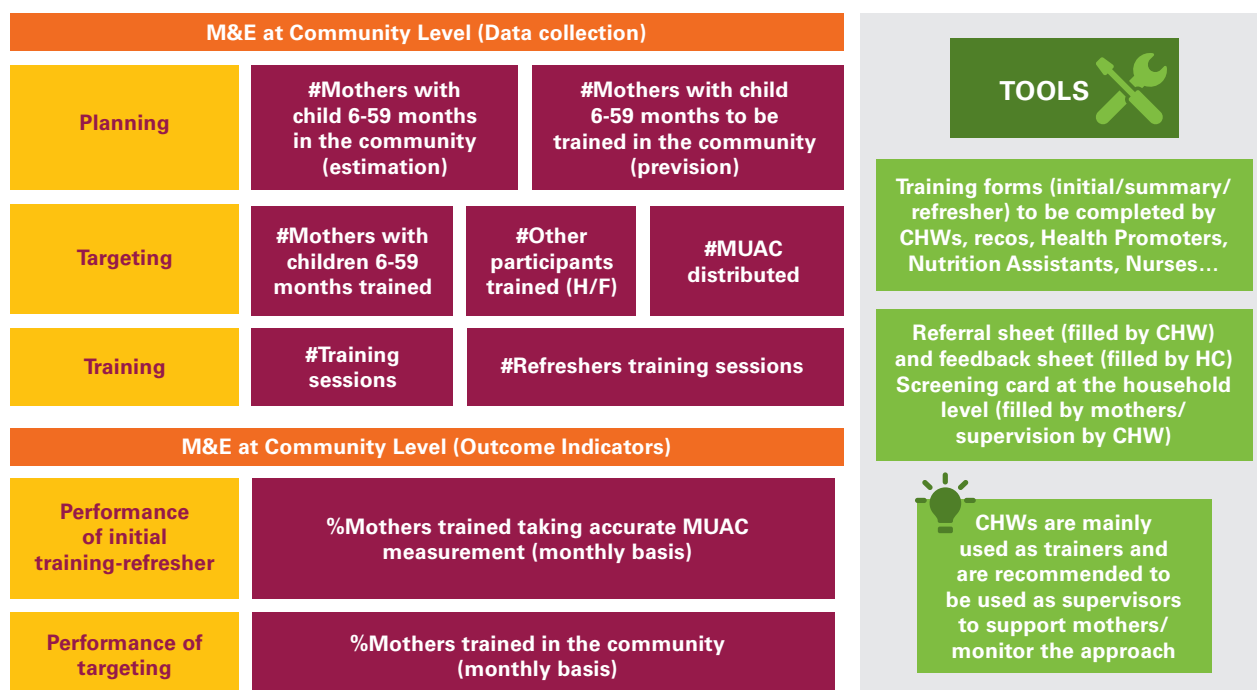 M&E at Community Level (Data collection)
Planning
#Mothers with
child 6-59 months
in the community
(estimation)
#Mothers with child
6-59 months to be
trained in the community
(prevision)
Targeting
#Mothers with
children 6-59
months trained
#Other
participants
trained (H/F)
#MUAC
distributed
Training
#Training
sessions
#Refreshers training sessions
M&E at Community Level (Outcome Indicators)
Performance
of initial
training-refresher
%Mothers trained taking accurate MUAC
measurement (monthly basis)
Performance of
targeting
%Mothers trained in the community
(monthly basis)
TOOLS
Training forms (initial/summary/
refresher) to be completed by
CHWs, recos, Health Promoters,
Nutrition Assistants, Nurses…
Referral sheet (filled by CHW)
and feedback sheet (filled by HC)
Screening card at the household
level (filled by mothers/
supervision by CHW)
CHWs are mainly
used as trainers and
are recommended to
be used as supervisors
to support mothers/
monitor the approach